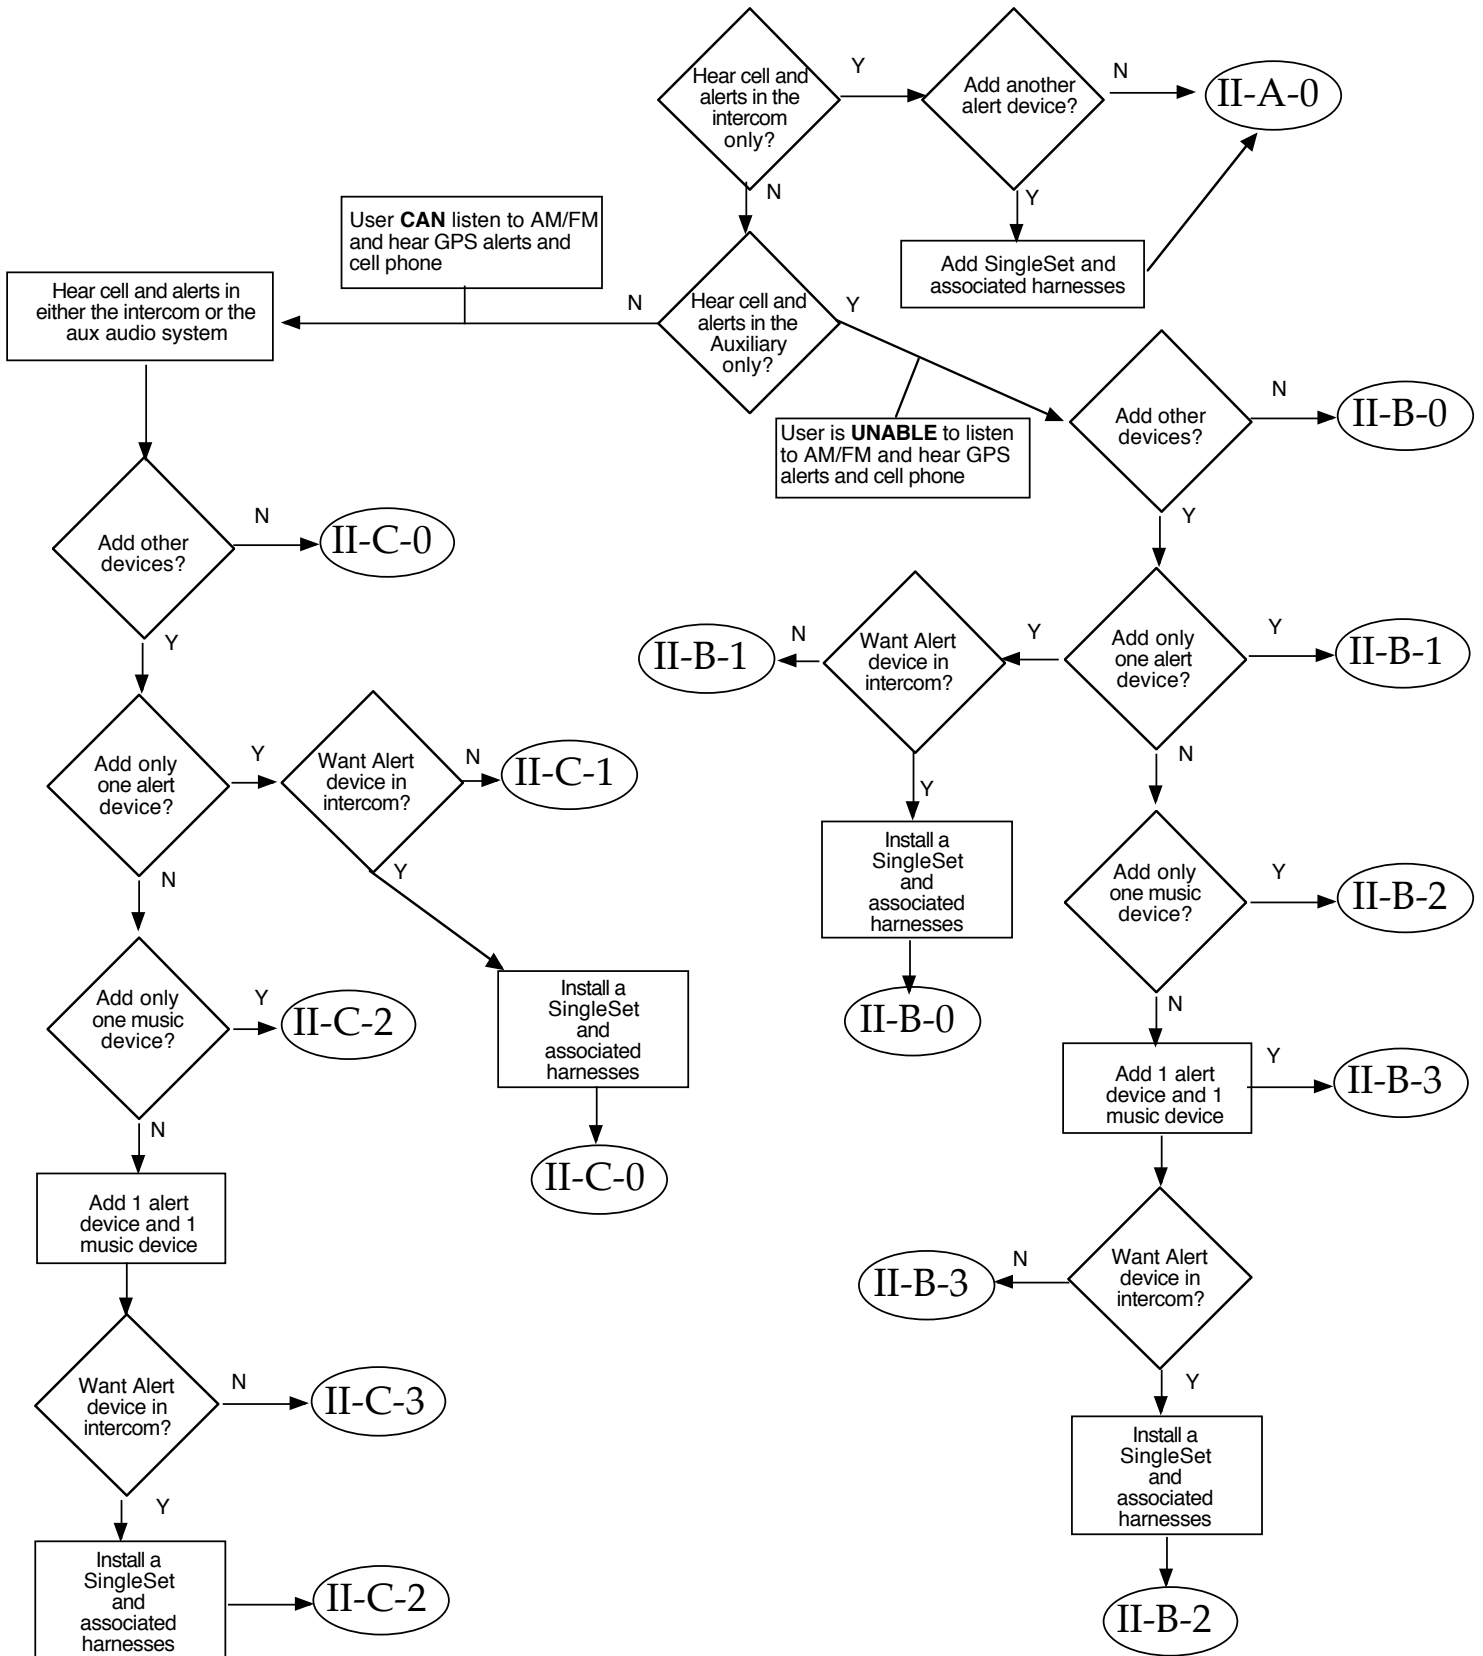 Hear cell and
alerts in the
intercom
only?
Y
Add another
alert device?
N
II-A-0
N
Y
Add SingleSet and
associated harnesses
User CAN listen to AM/FM
and hear GPS alerts and
cell phone
Hear cell and alerts in
either the intercom or the
aux audio system
N
Hear cell and
alerts in the
Auxiliary
only?
Y
User is UNABLE to listen
to AM/FM and hear GPS
alerts and cell phone
Add other
devices?
N
II-B-0
Y
Add other
devices?
N
II-C-0
Y
II-B-1
N
Want Alert
device in
intercom?
Y
Add only
one alert
device?
Y
II-B-1
Y
N
Add only
one alert
device?
Y
Want Alert
device in
intercom?
N
II-C-1
N
Y
Install a
SingleSet
and
associated
harnesses
II-B-0
Add only
one music
device?
Y
II-B-2
N
Add only
one music
device?
Y
II-C-2
N
Install a
SingleSet
and
associated
harnesses
II-C-0
Add 1 alert
device and 1
music device
Y
II-B-3
Add 1 alert
device and 1
music device
II-B-3
N
Want Alert
device in
intercom?
Y
Want Alert
device in
intercom?
N
II-C-3
Y
Install a
SingleSet
and
associated
harnesses
II-B-2
Install a
SingleSet
and
associated
harnesses
II-C-2